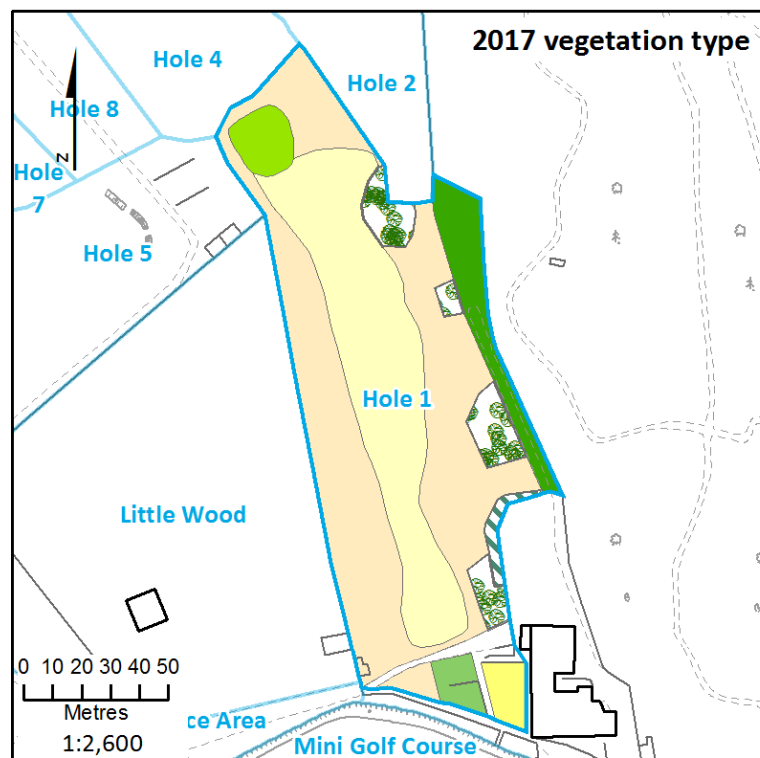 2017 vegetation type
Hole 4
Hole 2
Hole 8
N
Hole
7
Hole 5
Hole 1
Little Wood
0 10 20 30 40 50
Metres
1:2,600
ce Area
Mini Golf Course